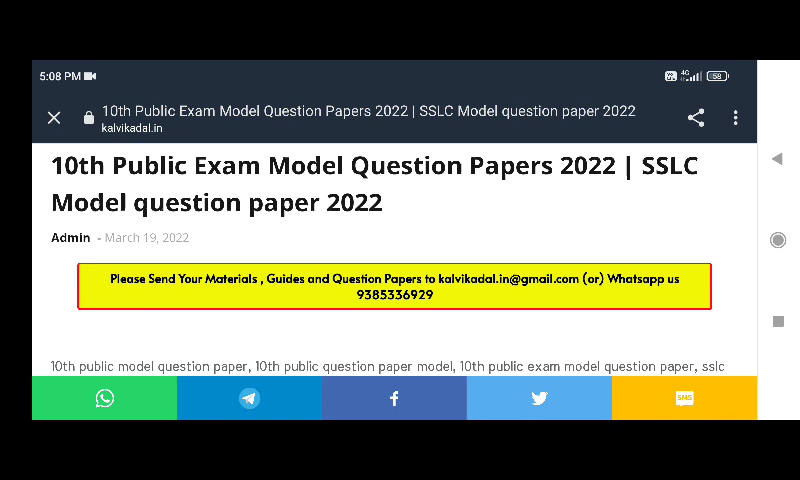 5:08 PM
4G
58
10th Public Exam Model Question Papers 2022 | SSLC Model question paper 2022
kalvikadal.in
10th Public Exam Model Question Papers 2022 | SSLC
Model question paper 2022
Admin - March 19, 2022
Please Send Your Materials , Guides and Question Papers to kalvikadal.in@gmail.com (or) Whatsapp us
9385336929
10th public model question paper, 10th public question paper model, 10th public exam model question paper, sslc
SMS